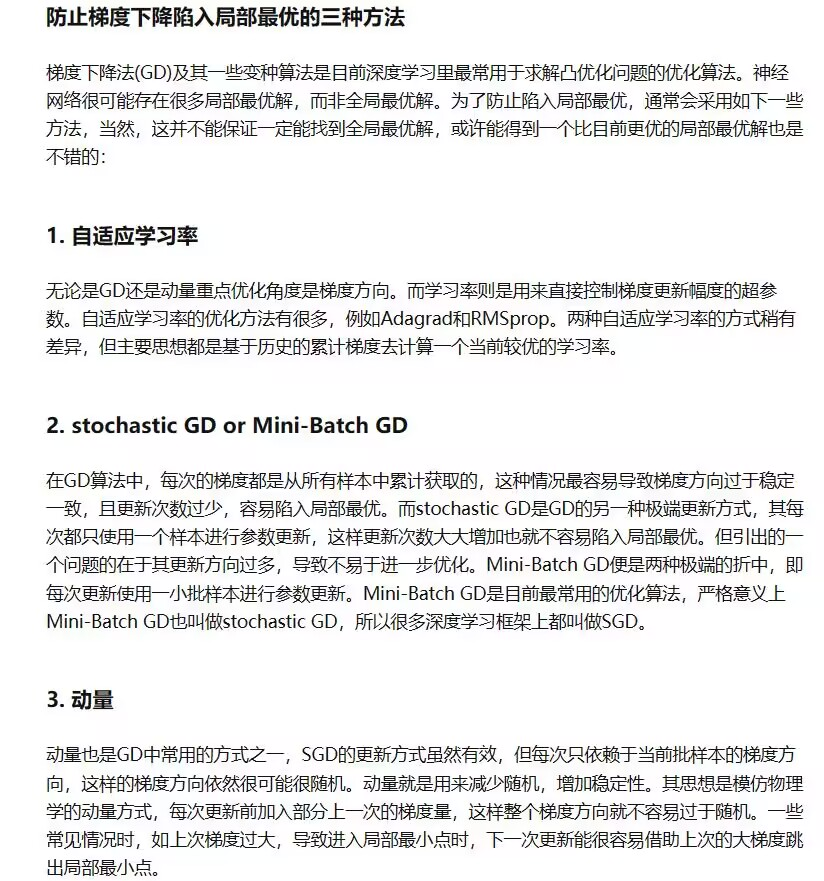 防止梯度下降陷入局部最优的三种方法
梯度下降法(GD)及其一些变种算法是目前深度学习里最常用于求解凸优化问题的优化算法。神经
网络很可能存在很多局部最优解，而非全局最优解。为了防止陷入局部最优，通常会采用如下一些
方法，当然，这并不能保证一定能找到全局最优解，或许能得到一个比目前更优的局部最优解也是
不错的：
1. 自适应学习率
无论是GD还是动量重点优化角度是梯度方向。而学习率则是用来直接控制梯度更新幅度的超参
数。自适应学习率的优化方法有很多，例如Adagrad和RMSprop。两种自适应学习率的方式稍有
差异，但主要思想都是基于历史的累计梯度去计算一个当前较优的学习率。
2. stochastic GD or Mini-Batch GD
在GD算法中，每次的梯度都是从所有样本中累计获取的，这种情况最容易导致梯度方向过于稳定
一致，且更新次数过少，容易陷入局部最优。而stochastic GD是GD的另一种极端更新方式，其每
次都只使用一个样本进行参数更新，这样更新次数大大增加也就不容易陷入局部最优。但引出的一
个问题的在于其更新方向过多，导致不易于进一步优化。Mini-Batch GD便是两种极端的折中，即
每次更新使用一小批样本进行参数更新。Mini-Batch GD是目前最常用的优化算法，严格意义上
Mini-Batch GD也叫做stochastic GD，所以很多深度学习框架上都叫做SGD。
3. 动量
动量也是GD中常用的方式之一，SGD的更新方式虽然有效，但每次只依赖于当前批样本的梯度方
向，这样的梯度方向依然很可能很随机。动量就是用来减少随机，增加稳定性。其思想是模仿物理
学的动量方式，每次更新前加入部分上一次的梯度量，这样整个梯度方向就不容易过于随机。一些
常见情况时，如上次梯度过大，导致进入局部最小点时，下一次更新能很容易借助上次的大梯度跳
出局部最小点。